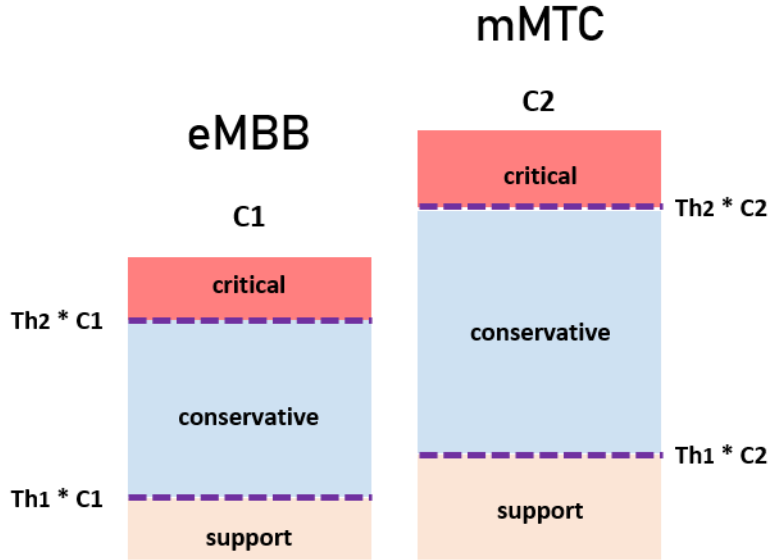 eMBB
C1
critical
Th2 * C1
conservative
Th1 * C1
support
mMTC
C2
critical
Th2 * C2
conservative
Th1 * C2
support